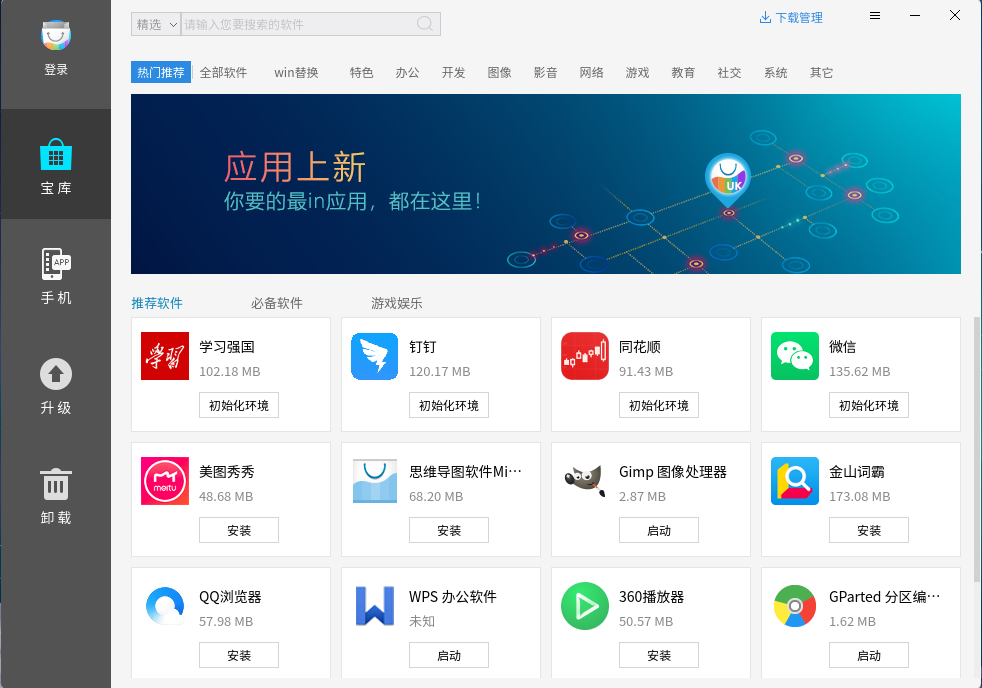 登录
宝库
手机
升级
卸载
精选 请输入您要搜索的软件
下载管理
热门推荐 全部软件 win替换 特色 办公 开发 图像 影音 网络 游戏 教育 社交 系统 其它
应用上新
你要的最in应用，都在这里！
UK
APP
推荐软件 必备软件 游戏娱乐
学习强国 钉钉 同花顺 微信
102.18 MB 120.17 MB 91.43 MB 135.62 MB
初始化环境 初始化环境 初始化环境 初始化环境
学習
meitu
美图秀秀 思维导图软件Mi… Gimp 图像处理器 金山词霸
48.68 MB 68.20 MB 2.87 MB 173.08 MB
安装 安装 启动 安装
QQ浏览器 WPS 办公软件 360播放器 GParted 分区编…
57.98 MB 未知 50.57 MB 1.62 MB
安装 启动 安装 启动